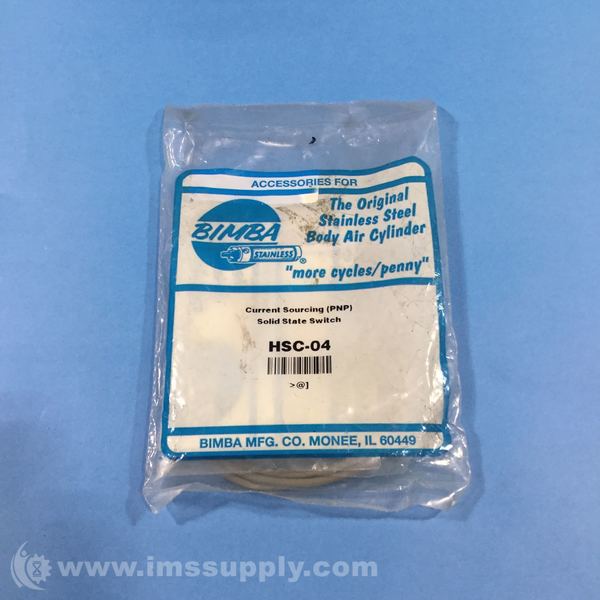 ACCESSORIES FOR
BIMBA
STAINLESS®
The Original
Stainless Steel
Body Air Cylinder
"more cycles/penny"
Current Sourcing (PNP)
Solid State Switch
HSC-04
>@]
BIMBA MFG. CO. MONEE, IL 60449
www.imssupply.com